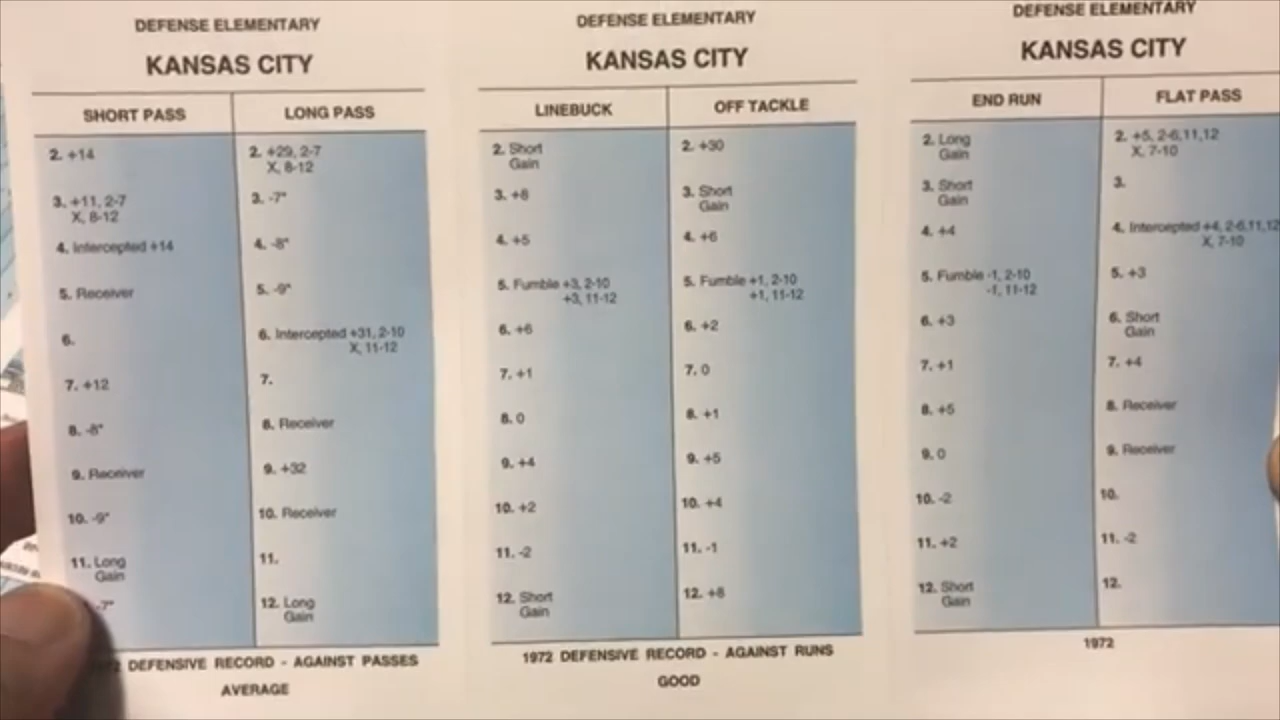 DEFENSE ELEMENTARY
KANSAS CITY
SHORT PASS
LONG PASS
2. +14
3. +11, 2-7
X, 8-12
4. Intercepted +14
5. Receiver
6.
7. +12
8. -8*
9. Receiver
10. -9*
11. Long
Gain
-7*
2. +29, 2-7
X, 8-12
3. -7*
4. -8*
5. -9*
6. Intercepted +31, 2-10
X, 11-12
7.
8. Receiver
9. +32
10. Receiver
11.
12. Long
Gain
DEFENSIVE RECORD - AGAINST PASSES
AVERAGE
DEFENSE ELEMENTARY
KANSAS CITY
LINEBUCK
OFF TACKLE
2. Short
Gain
3. +8
4. +5
5. Fumble +3, 2-10
+3, 11-12
6. +6
7. +1
8. 0
9. +4
10. +2
11. -2
12. Short
Gain
2. +30
3. Short
Gain
4. +6
5. Fumble +1, 2-10
+1, 11-12
6. +2
7. 0
8. +1
9. +5
10. +4
11. -1
12. +8
1972 DEFENSIVE RECORD - AGAINST RUNS
GOOD
DEFENSE ELEMENTARY
KANSAS CITY
END RUN
FLAT PASS
2. Long
Gain
3. Short
Gain
4. +4
5. Fumble -1, 2-10
-1, 11-12
6. +3
7. +1
8. +5
9. 0
10. -2
11. +2
12. Short
Gain
2. +5, 2-6,11,12
X, 7-10
3.
4. Intercepted +4, 2-6,11,12
X, 7-10
5. +3
6. Short
Gain
7. +4
8. Receiver
9. Receiver
10.
11. -2
12.
1972